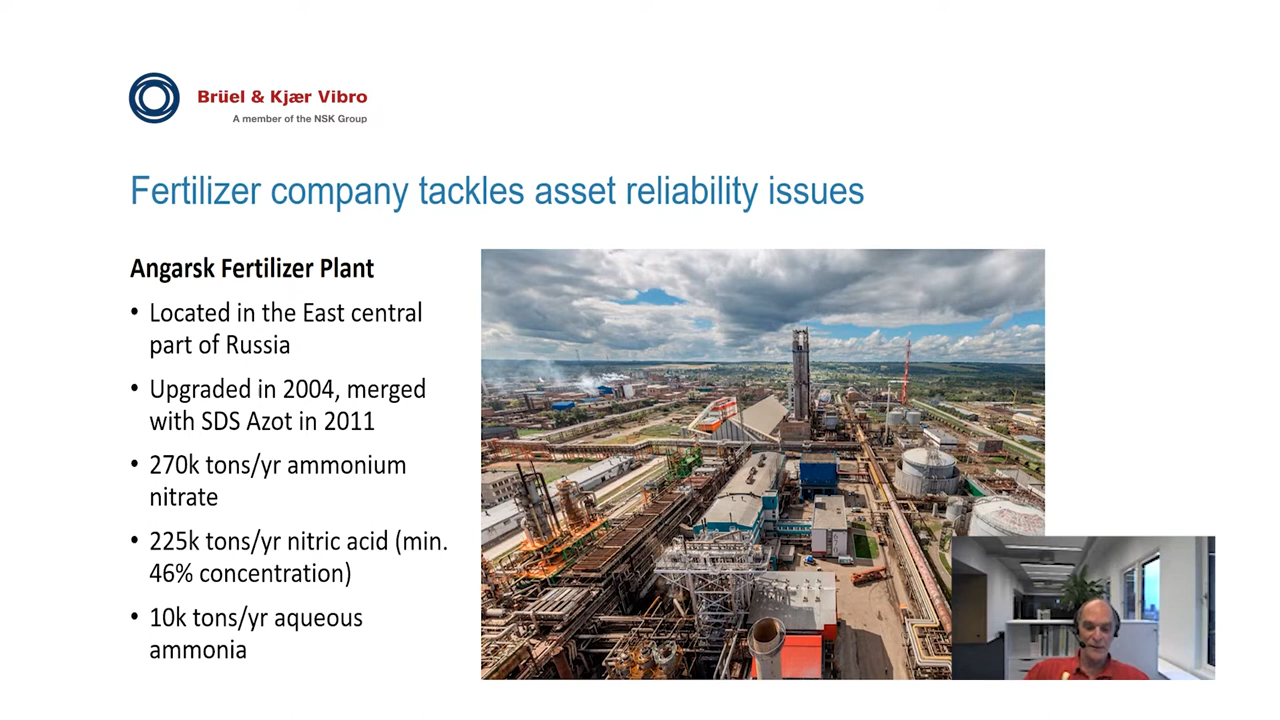 Brüel & Kjær Vibro
A member of the NSK Group
Fertilizer company tackles asset reliability issues
Angarsk Fertilizer Plant
• Located in the East central
part of Russia
• Upgraded in 2004, merged
with SDS Azot in 2011
• 270k tons/yr ammonium
nitrate
• 225k tons/yr nitric acid (min.
46% concentration)
• 10k tons/yr aqueous
ammonia